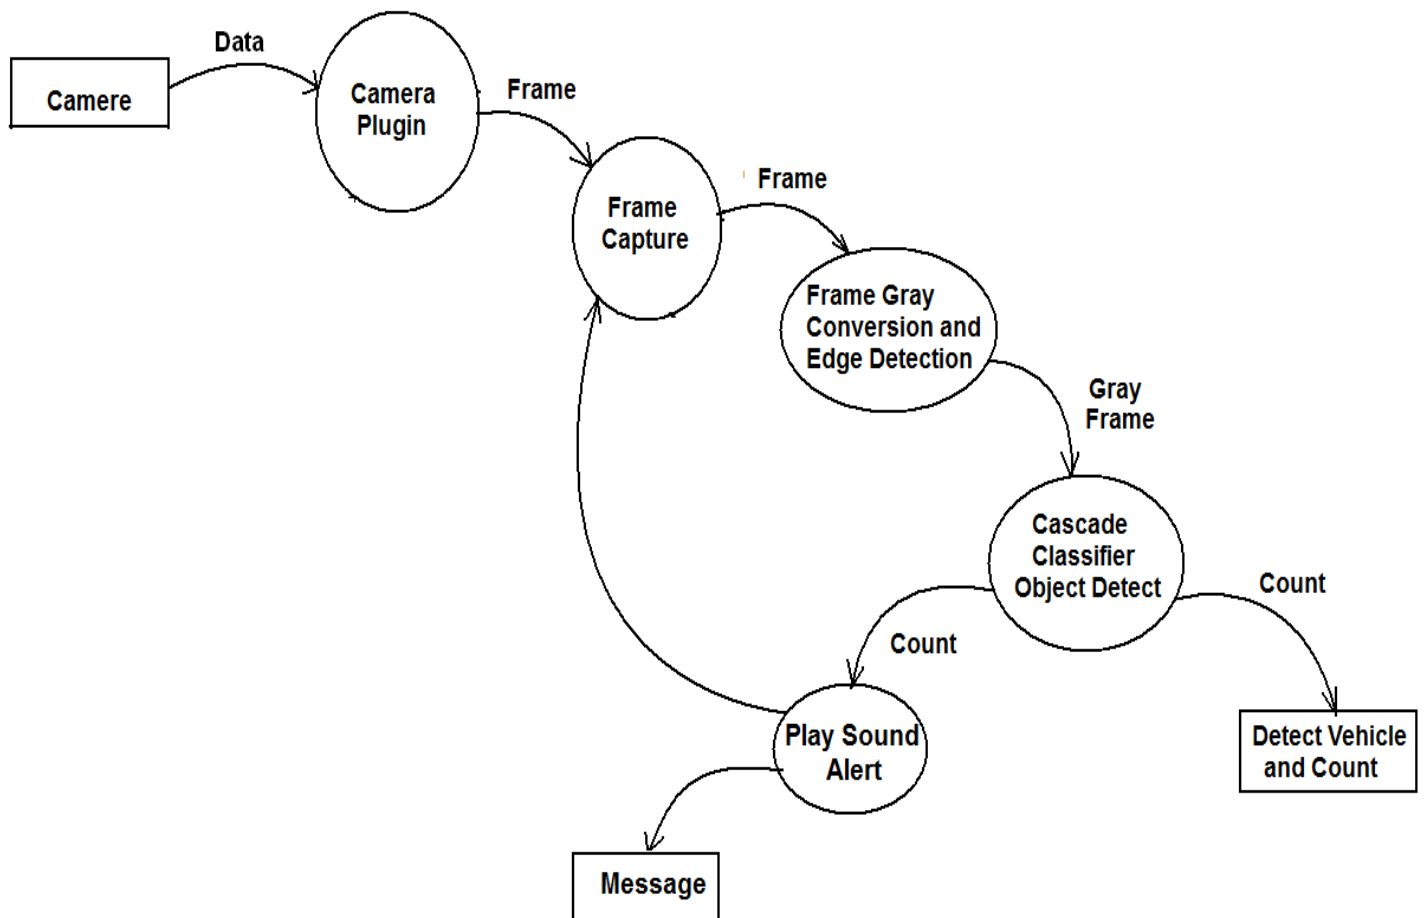 Data
Camere
Camera
Plugin
Frame
Frame
Capture
Frame
Frame Gray
Conversion and
Edge Detection
Gray
Frame
Cascade
Classifier
Object Detect
Count
Count
Play Sound
Alert
Detect Vehicle
and Count
Message